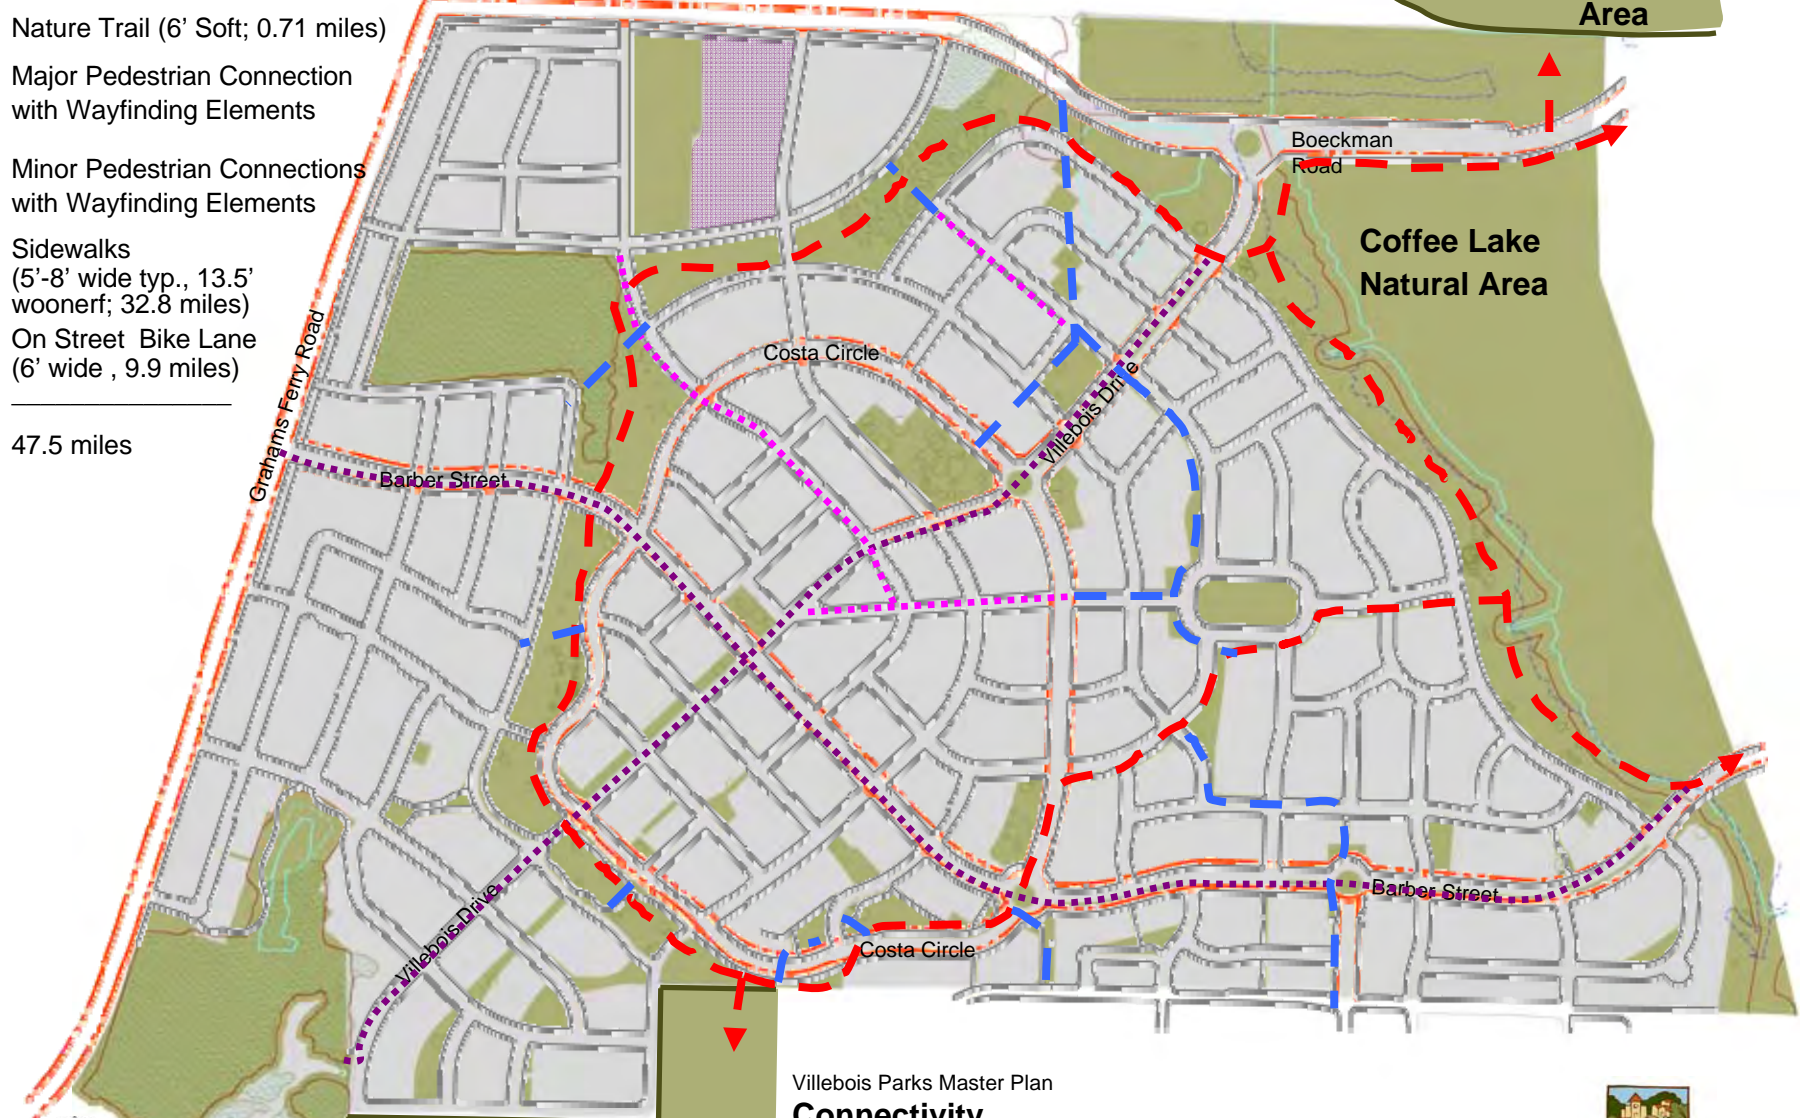 Nature Trail (6’ Soft; 0.71 miles)
Major Pedestrian Connection
with Wayfinding Elements
Minor Pedestrian Connections
with Wayfinding Elements
Sidewalks
(5’-8’ wide typ., 13.5’
woonerf; 32.8 miles)
On Street Bike Lane
(6’ wide , 9.9 miles)
47.5 miles
Area
Boeckman
Road
Coffee Lake
Natural Area
Grahams Ferry Road
Costa Circle
Villebois Drive
Barber Street
Barber Street
Villebois Drive
Costa Circle
Villebois Parks Master Plan
Connectivity